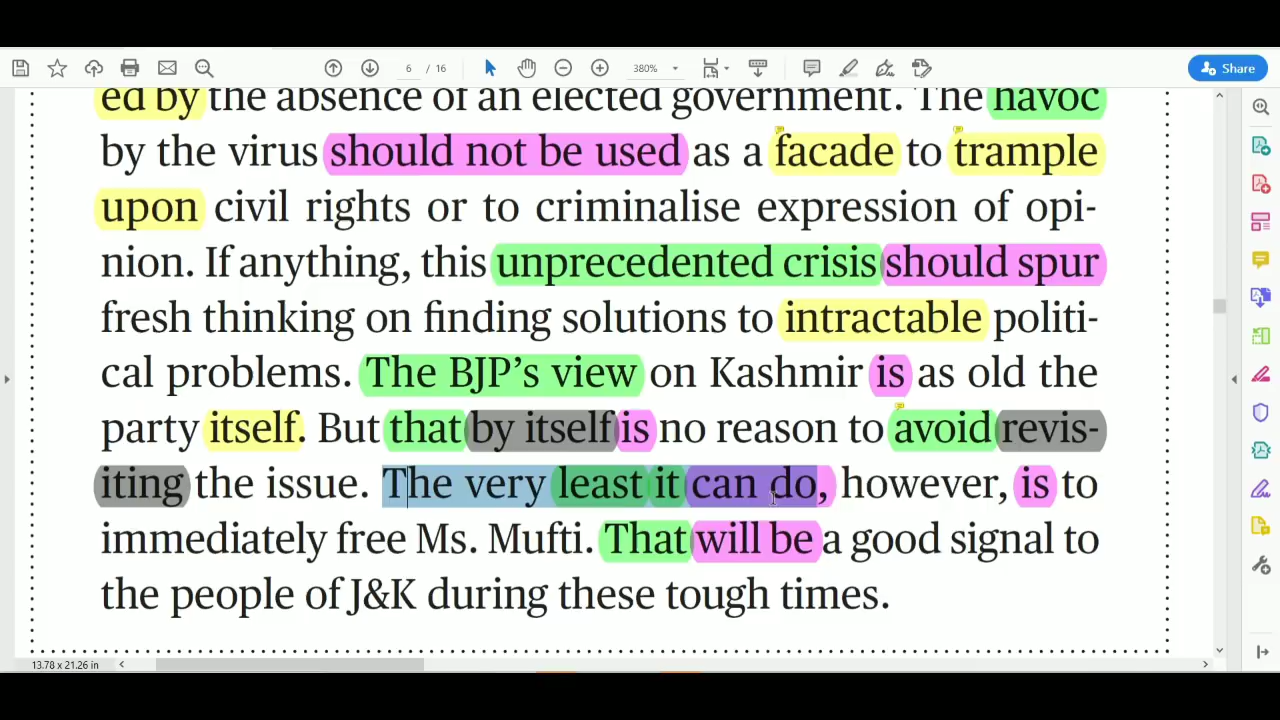 6 / 16
380%
Share
ed by the absence of an elected government. The havoc
by the virus should not be used as a facade to trample
upon civil rights or to criminalise expression of opi-
nion. If anything, this unprecedented crisis should spur
fresh thinking on finding solutions to intractable politi-
cal problems. The BJP’s view on Kashmir is as old the
party itself. But that by itself is no reason to avoid revis-
iting the issue. The very least it can do, however, is to
immediately free Ms. Mufti. That will be a good signal to
the people of J&K during these tough times.
13.78 x 21.26 in